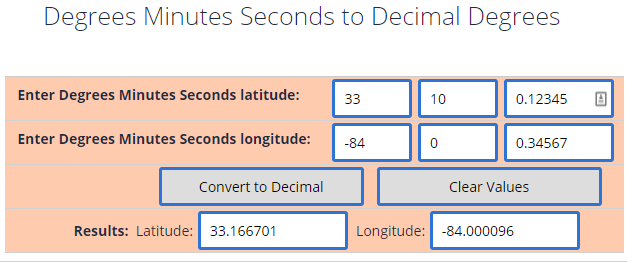 Degrees Minutes Seconds to Decimal Degrees
Enter Degrees Minutes Seconds latitude: 33 10 0.12345
Enter Degrees Minutes Seconds longitude: -84 0 0.34567
Convert to Decimal Clear Values
Results: Latitude: 33.166701 Longitude: -84.000096